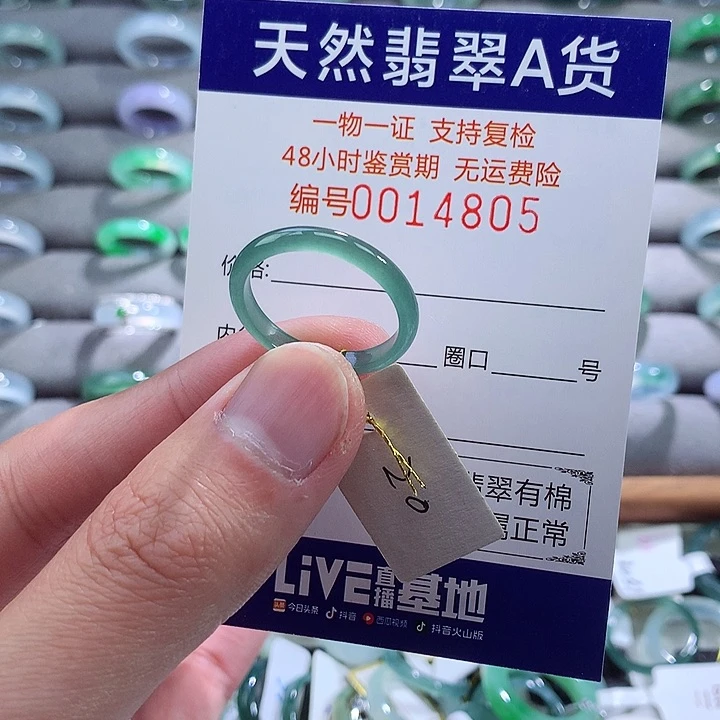 天然翡翠A货
一物一证 支持复检
48小时鉴赏期 无运费险
编号0014805
价格:
圈口 号
20
翡翠有棉
正常
LiVE直播基地
头条 今日头条 抖音 西瓜视频 抖音火山版